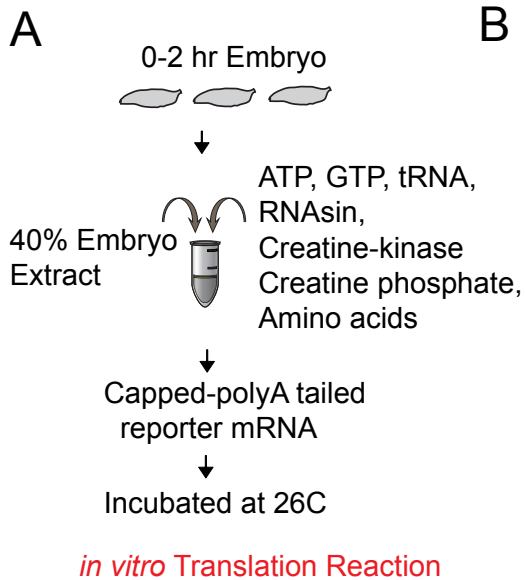 A
B
0-2 hr Embryo
40% Embryo
Extract
ATP, GTP, tRNA,
RNAsin,
Creatine-kinase
Creatine phosphate,
Amino acids
Capped-polyA tailed
reporter mRNA
Incubated at 26C
in vitro Translation Reaction